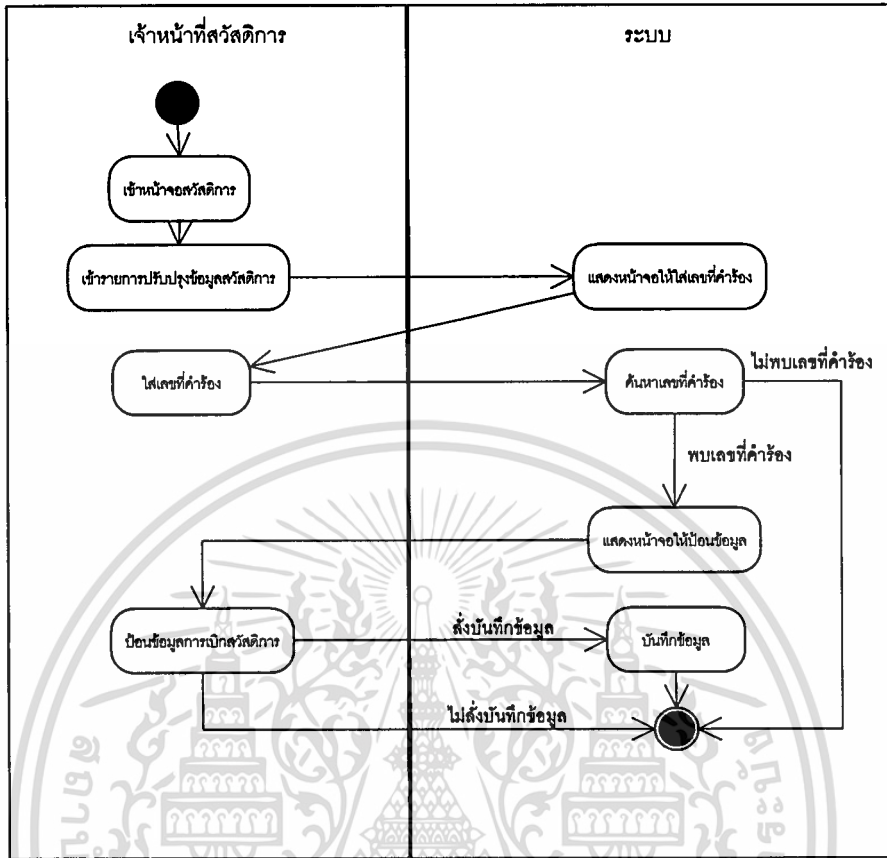 เจ้าหน้าที่สวัสดิการ
ระบบ
เข้าหน้าจอสวัสดิการ
เข้ารายการปรับปรุงข้อมูลสวัสดิการ
แสดงหน้าจอให้ใส่เลขที่คำร้อง
ใส่เลขที่คำร้อง
ค้นหาเลขที่คำร้อง
ไม่พบเลขที่คำร้อง
พบเลขที่คำร้อง
แสดงหน้าจอให้ป้อนข้อมูล
ป้อนข้อมูลการเบิกสวัสดิการ
สั่งบันทึกข้อมูล
บันทึกข้อมูล
ไม่สั่งบันทึกข้อมูล